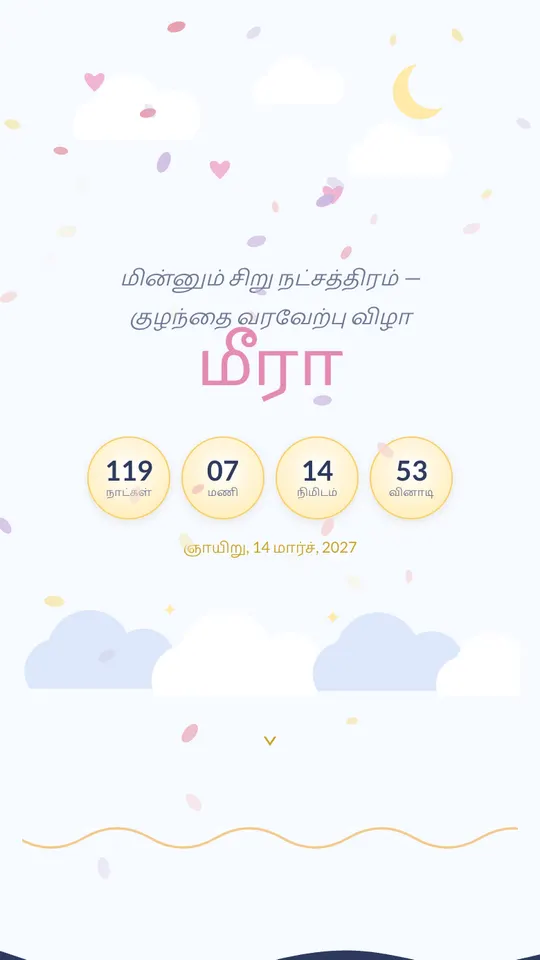 மின்னும் சிறு நட்சத்திரம் —
குழந்தை வரவேற்பு விழா
மீரா
119 07 14 53
நாட்கள் மணி நிமிடம் வினாடி
ஞாயிறு, 14 மார்ச், 2027